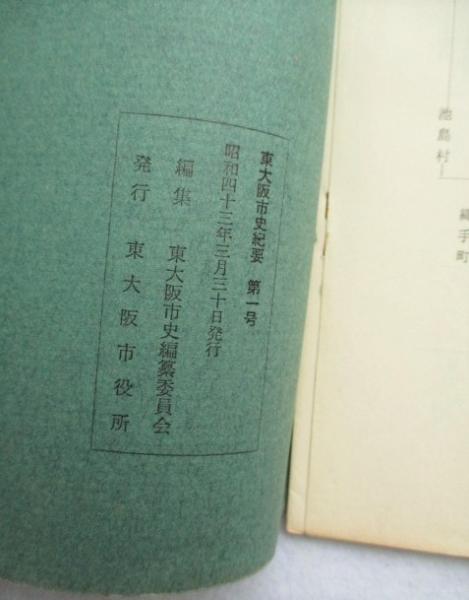 東大阪市史紀要　第一号
昭和四十三年三月三十日発行
編集　東大阪市史編纂委員会
発行　東大阪市役所
池島村
縄手町